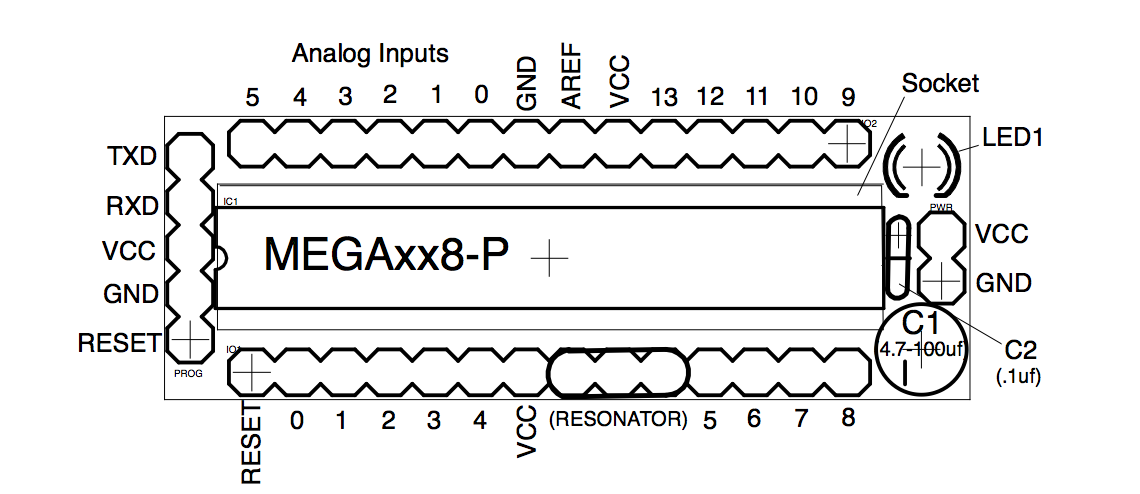 Analog Inputs
5 4 3 2 1 0 GND AREF VCC 13 12 11 10 9
Socket
IO2
LED1
TXD
RXD
VCC
GND
RESET
PROG
IC1
MEGAxx8-P
PWR
VCC
GND
C1
4.7-100uf
C2
(.1uf)
RESET 0 1 2 3 4 VCC (RESONATOR) 5 6 7 8